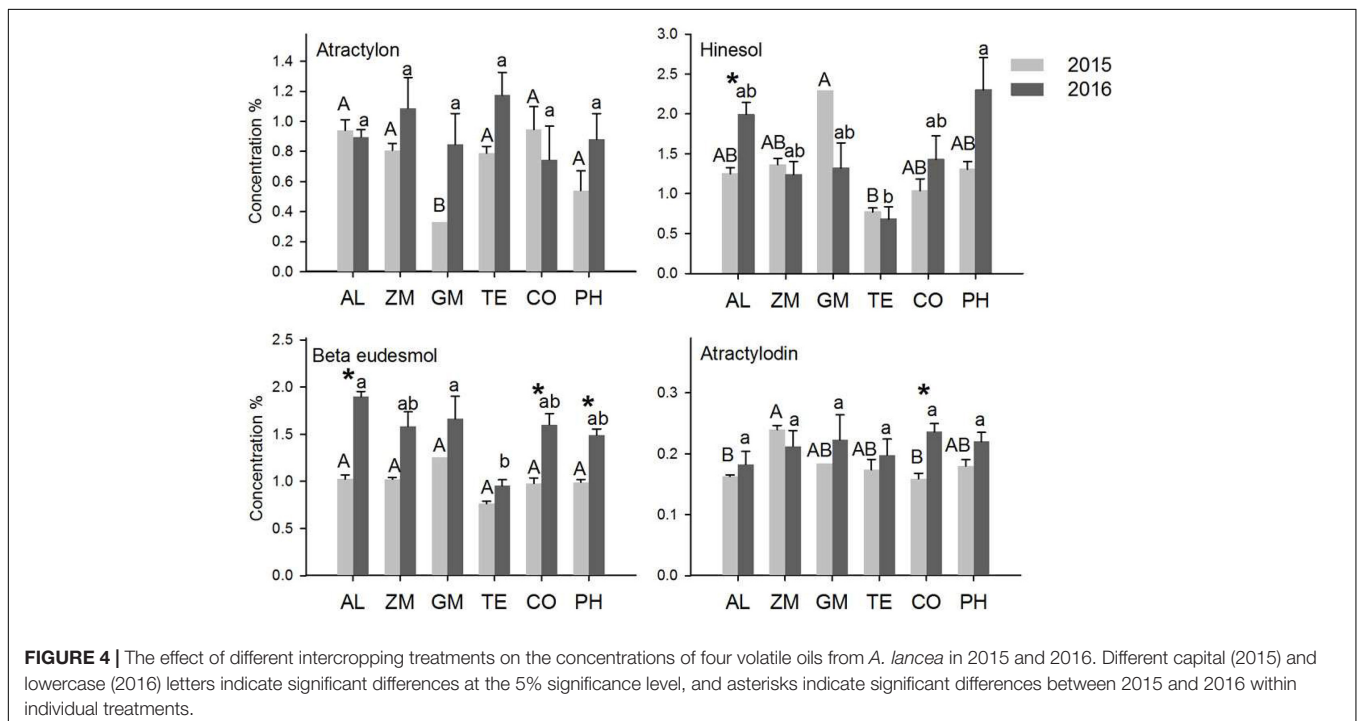 Atractylon
Concentration %
1.4
1.2
1.0
0.8
0.6
0.4
0.2
0.0
A a A a B a A a A a A a
AL ZM GM TE CO PH
Hinesol
3.0
2.5
2.0
1.5
1.0
0.5
0.0
* AB ab AB ab A ab B b AB ab AB a
AL ZM GM TE CO PH
2015
2016
Beta eudesmol
Concentration %
2.5
2.0
1.5
1.0
0.5
0.0
* A a A ab A a A b * A ab * A ab
AL ZM GM TE CO PH
Atractylodin
0.3
0.2
0.1
0.0
B a A a AB a AB a * B a AB a
AL ZM GM TE CO PH
FIGURE 4 | The effect of different intercropping treatments on the concentrations of four volatile oils from A. lancea in 2015 and 2016. Different capital (2015) and
lowercase (2016) letters indicate significant differences at the 5% significance level, and asterisks indicate significant differences between 2015 and 2016 within
individual treatments.